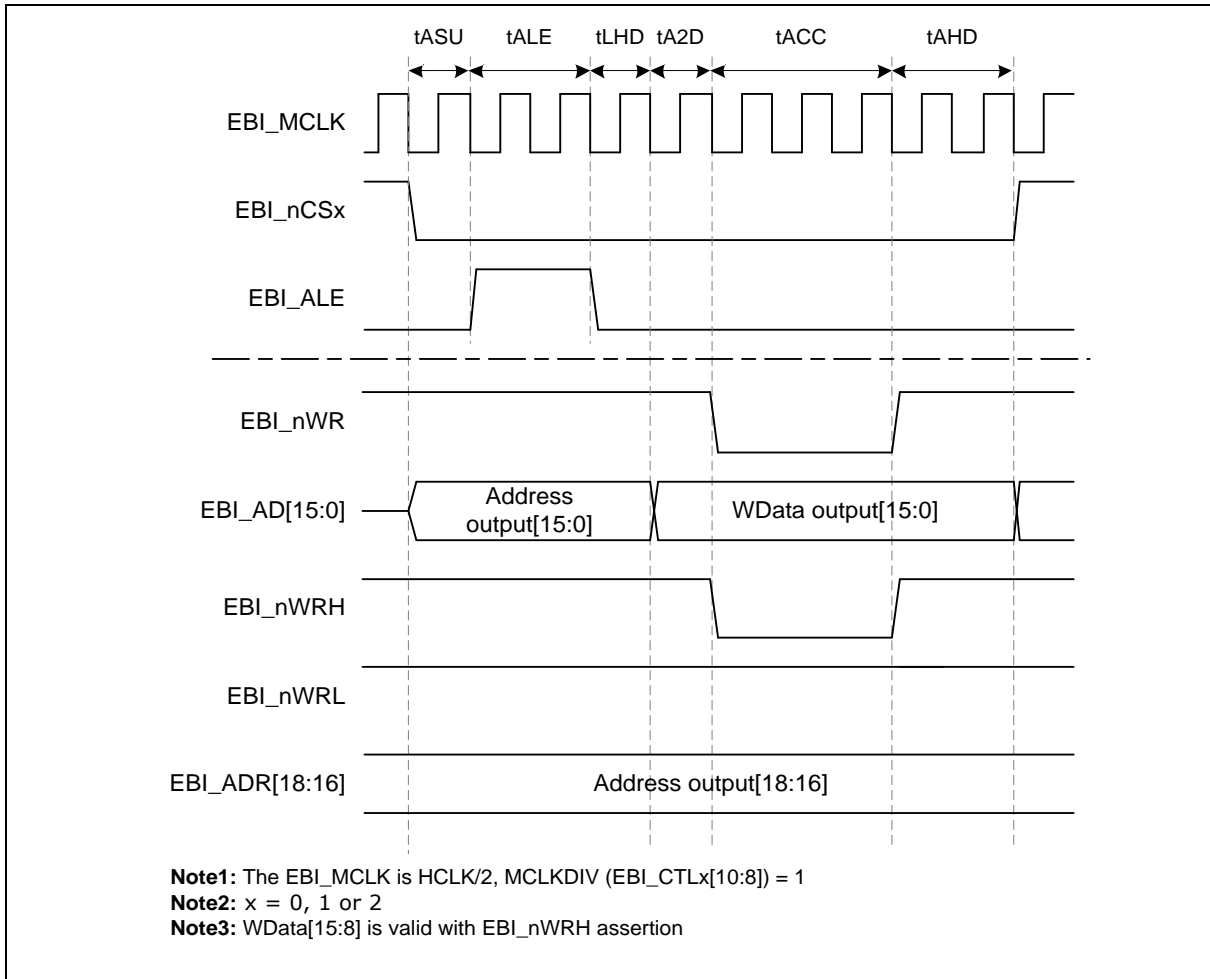 tASU tALE tLHD tA2D tACC tAHD
EBI_MCLK
EBI_nCSx
EBI_ALE
EBI_nWR
EBI_AD[15:0]
Address
output[15:0]
WData output[15:0]
EBI_nWRH
EBI_nWRL
EBI_ADR[18:16]
Address output[18:16]
Note1: The EBI_MCLK is HCLK/2, MCLKDIV (EBI_CTLx[10:8]) = 1
Note2: x = 0, 1 or 2
Note3: WData[15:8] is valid with EBI_nWRH assertion